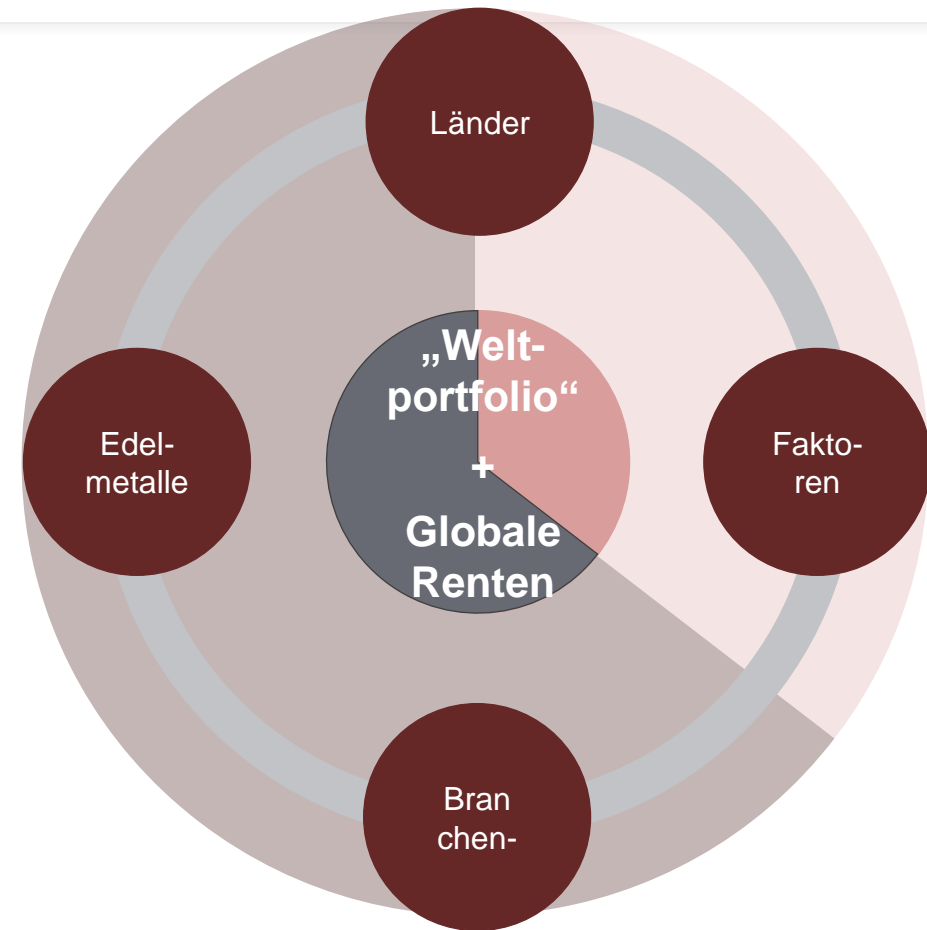 Länder
„Welt-
portfolio“
+
Globale
Renten
Edel-
metalle
Fakto-
ren
Bran
chen-